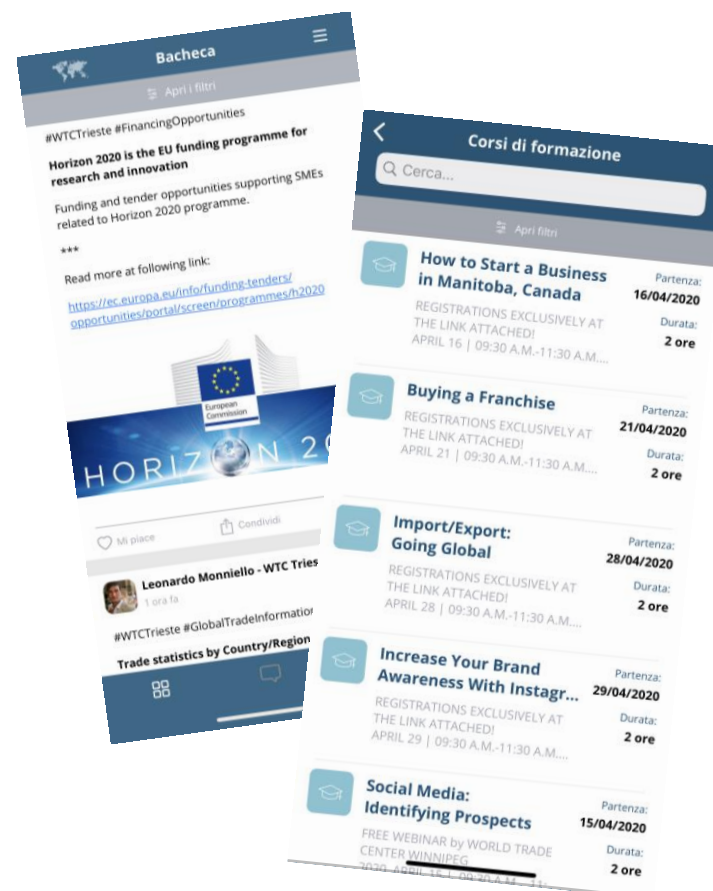 Bacheca
Apri i filtri
#WTCTrieste #FinancingOpportunities
Horizon 2020 is the EU funding programme for
research and innovation
Funding and tender opportunities supporting SMEs
related to Horizon 2020 programme.
***
Read more at following link:
https://ec.europa.eu/info/funding-tenders/
opportunities/portal/screen/programmes/h2020
European
Commission
HORIZON 20
Mi piace
Condividi
Leonardo Monniello - WTC Tries
1 ora fa
#WTCTrieste #GlobalTradeInformation
Trade statistics by Country/Region
Corsi di formazione
Cerca...
Apri filtri
How to Start a Business
in Manitoba, Canada
REGISTRATIONS EXCLUSIVELY AT
THE LINK ATTACHED!
APRIL 16 | 09:30 A.M.-11:30 A.M....
Partenza:
16/04/2020
Durata:
2 ore
Buying a Franchise
REGISTRATIONS EXCLUSIVELY AT
THE LINK ATTACHED!
APRIL 21 | 09:30 A.M.-11:30 A.M....
Partenza:
21/04/2020
Durata:
2 ore
Import/Export:
Going Global
REGISTRATIONS EXCLUSIVELY AT
THE LINK ATTACHED!
APRIL 28 | 09:30 A.M.-11:30 A.M....
Partenza:
28/04/2020
Durata:
2 ore
Increase Your Brand
Awareness With Instagr...
REGISTRATIONS EXCLUSIVELY AT
THE LINK ATTACHED!
APRIL 29 | 09:30 A.M.-11:30 A.M....
Partenza:
29/04/2020
Durata:
2 ore
Social Media:
Identifying Prospects
FREE WEBINAR by WORLD TRADE
CENTER WINNIPEG
2020 APRIL 15 | 09:30 A.M. - 11:
Partenza:
15/04/2020
Durata:
2 ore